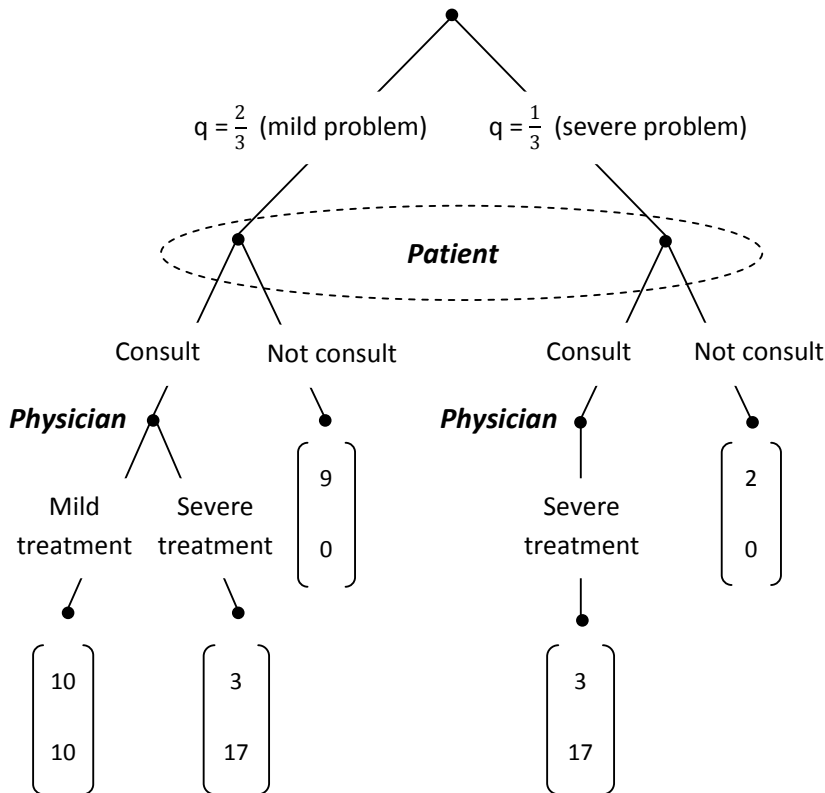 q = 2/3 (mild problem) q = 1/3 (severe problem)
Patient
Consult Not consult Consult Not consult
Physician Physician
9 2
Mild treatment Severe treatment Severe treatment
0 0
10 3 3
10 17 17